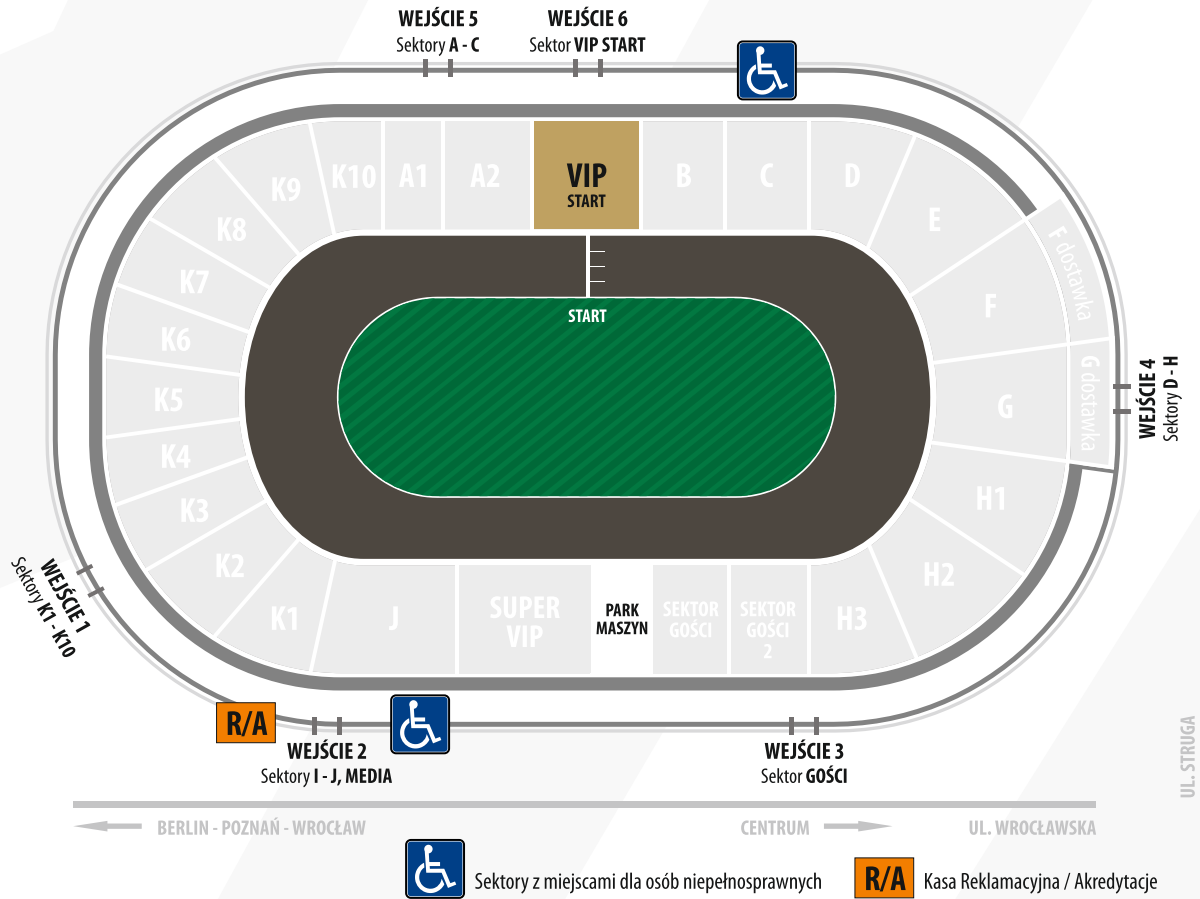 WEJŚCIE 5
Sektory A - C
WEJŚCIE 6
Sektor VIP START
K10
A1
A2
VIP
START
B
C
D
K9
E
K8
F dostawka
K7
F
START
K6
G dostawka
WEJŚCIE 4
Sektory D - H
K5
G
K4
K3
H1
K2
H2
WEJŚCIE 1
Sektory K1 - K10
K1
J
SUPER
VIP
PARK
MASZYN
SEKTOR
GOŚCI
SEKTOR
GOŚCI
2
H3
R/A
WEJŚCIE 2
Sektory I - J, MEDIA
WEJŚCIE 3
Sektor GOŚCI
UL. STRUGA
BERLIN - POZNAŃ - WROCŁAW
CENTRUM
UL. WROCŁAWSKA
Sektory z miejscami dla osób niepełnosprawnych
R/A
Kasa Reklamacyjna / Akredytacje